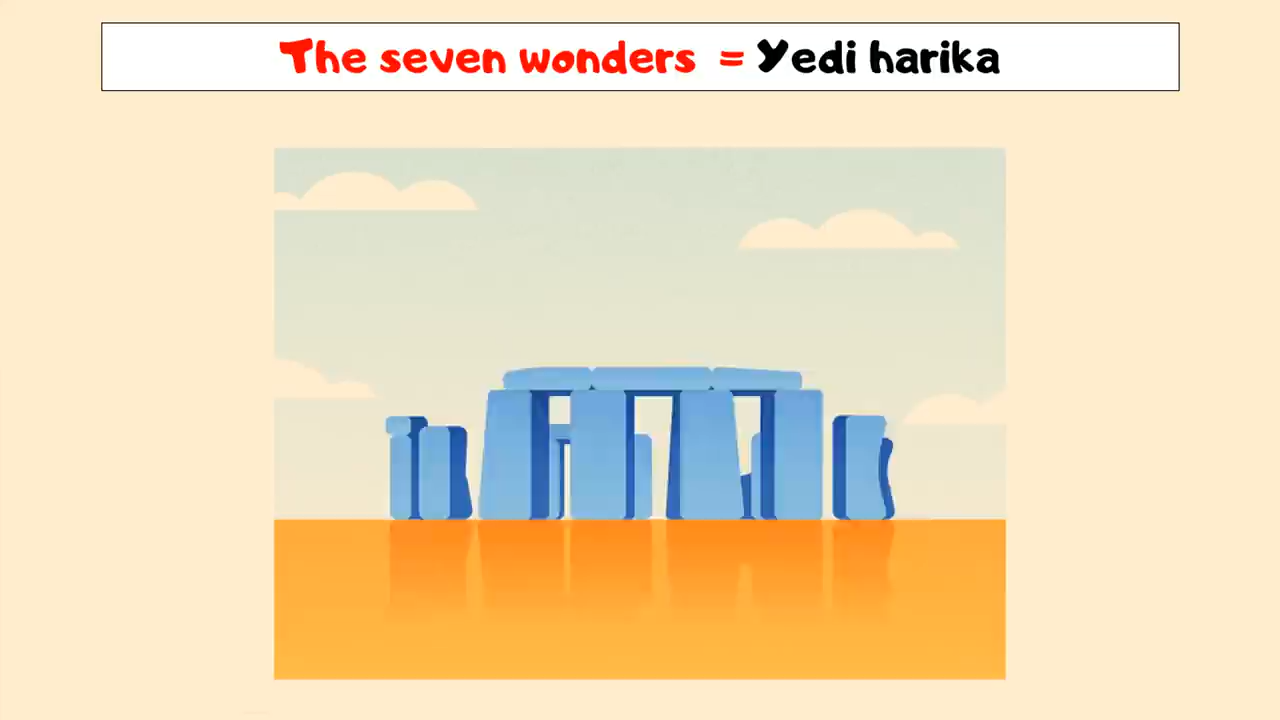 The seven wonders = Yedi harika